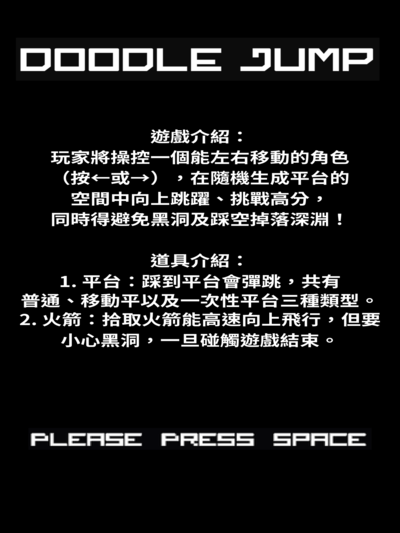 DOODLE JUMP
遊戲介紹：
玩家將操控一個能左右移動的角色
（按←或→），在隨機生成平台的
空間中向上跳躍、挑戰高分，
同時得避免黑洞及踩空掉落深淵！
道具介紹：
1. 平台：踩到平台會彈跳，共有
普通、移動平以及一次性平台三種類型。
2. 火箭：拾取火箭能高速向上飛行，但要
小心黑洞，一旦碰觸遊戲結束。
PLEASE PRESS SPACE